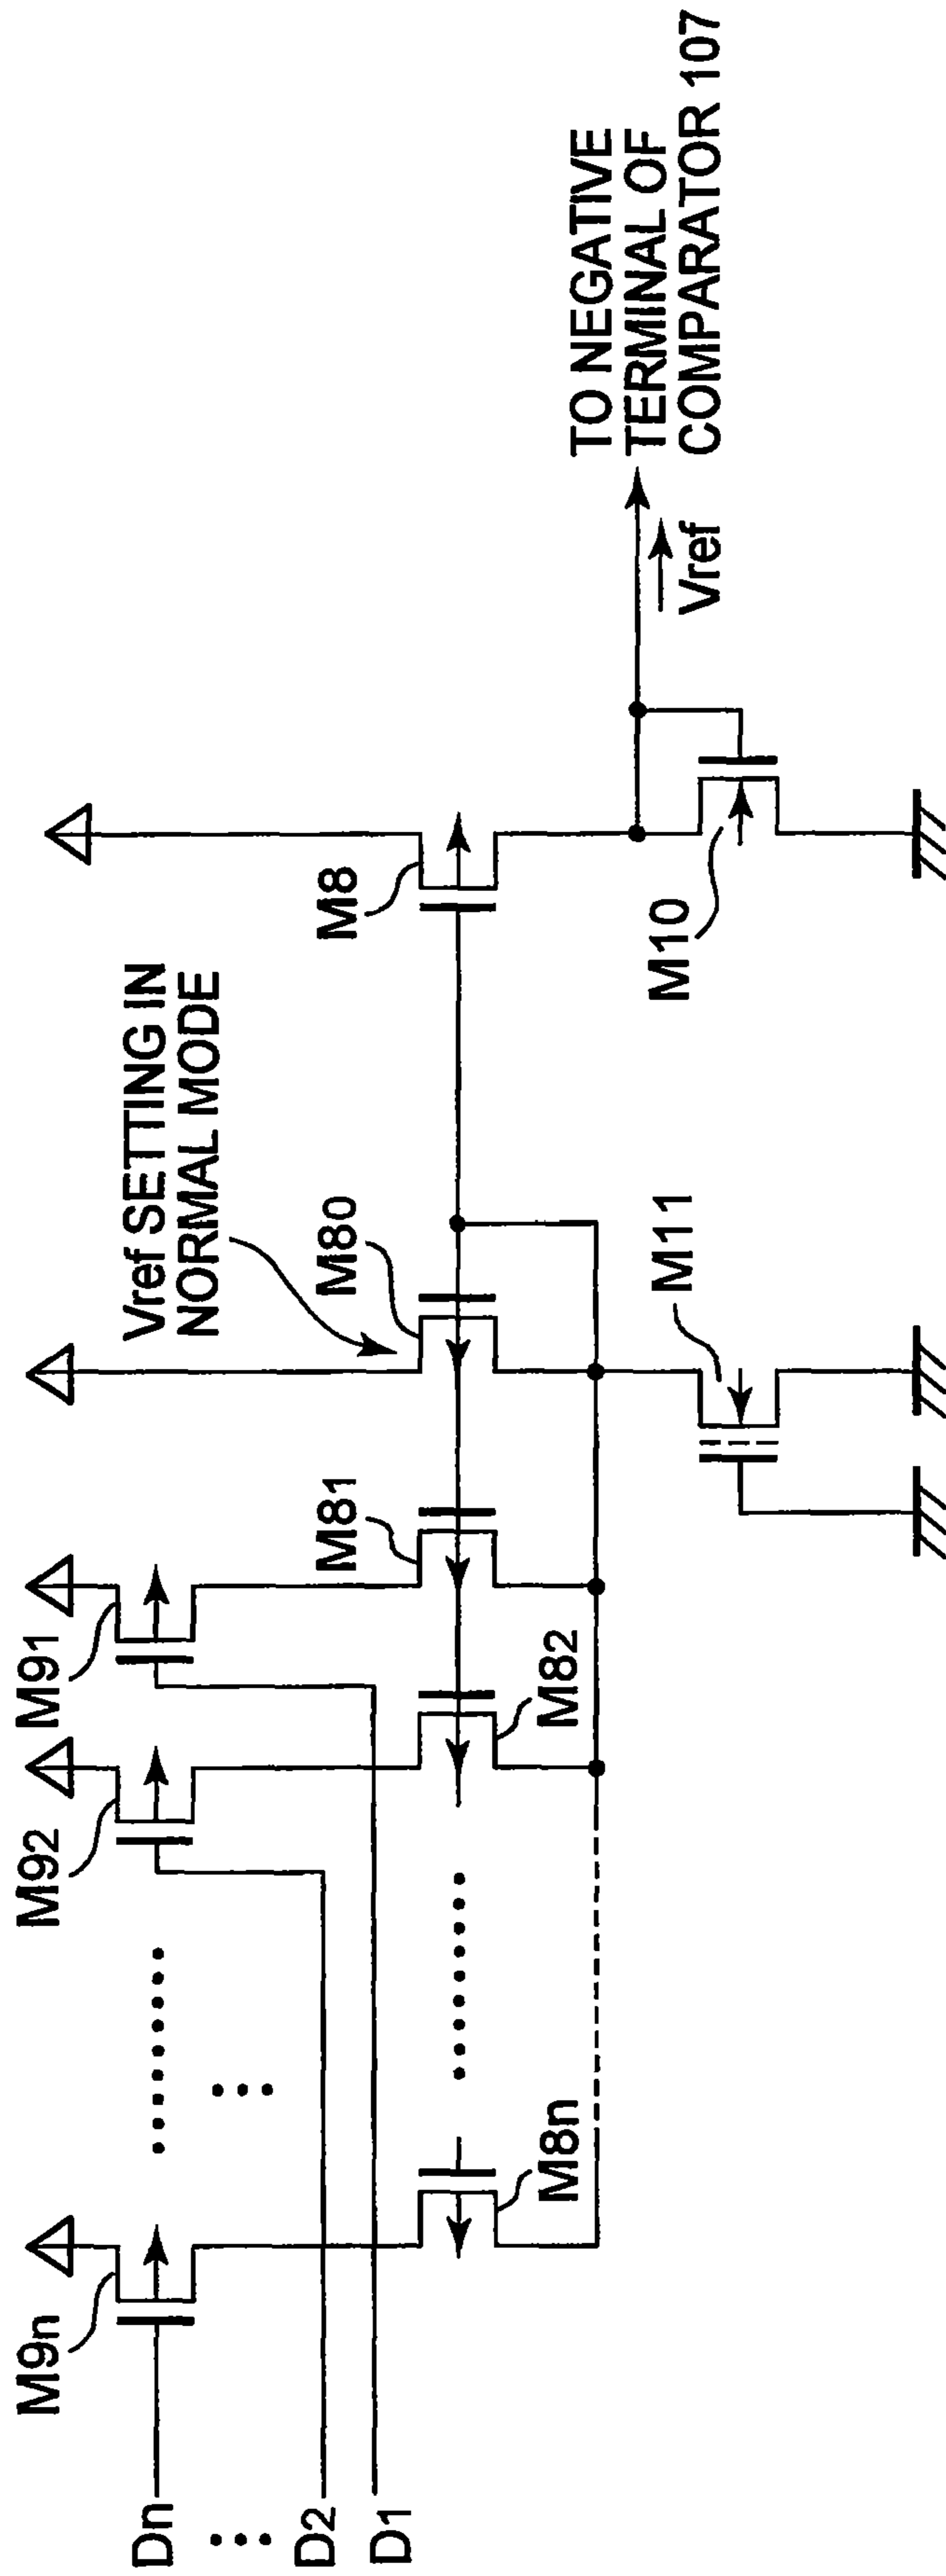 Vref SETTING IN
NORMAL MODE
M9n
M92
M91
M80
M8
M81
M82
M8n
M11
M10
Dn
D2
D1
Vref
TO NEGATIVE
TERMINAL OF
COMPARATOR 107